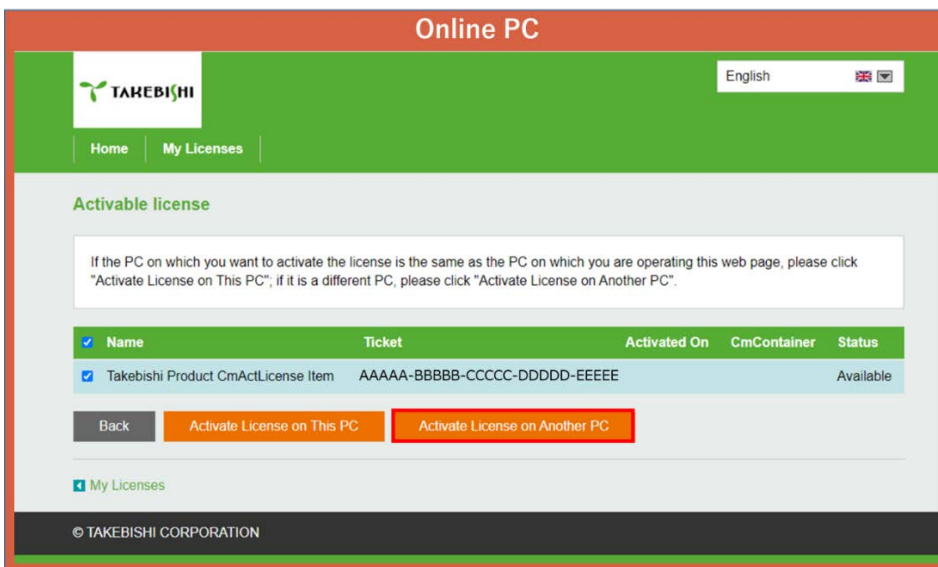 Online PC
TAKEBISHI
English
Home
My Licenses
Activable license
If the PC on which you want to activate the license is the same as the PC on which you are operating this web page, please click
"Activate License on This PC"; if it is a different PC, please click "Activate License on Another PC".
Name Ticket Activated On CmContainer Status
Takebishi Product CmActLicense Item AAAAA-BBBBB-CCCCC-DDDDD-EEEEE Available
Back Activate License on This PC Activate License on Another PC
My Licenses
© TAKEBISHI CORPORATION